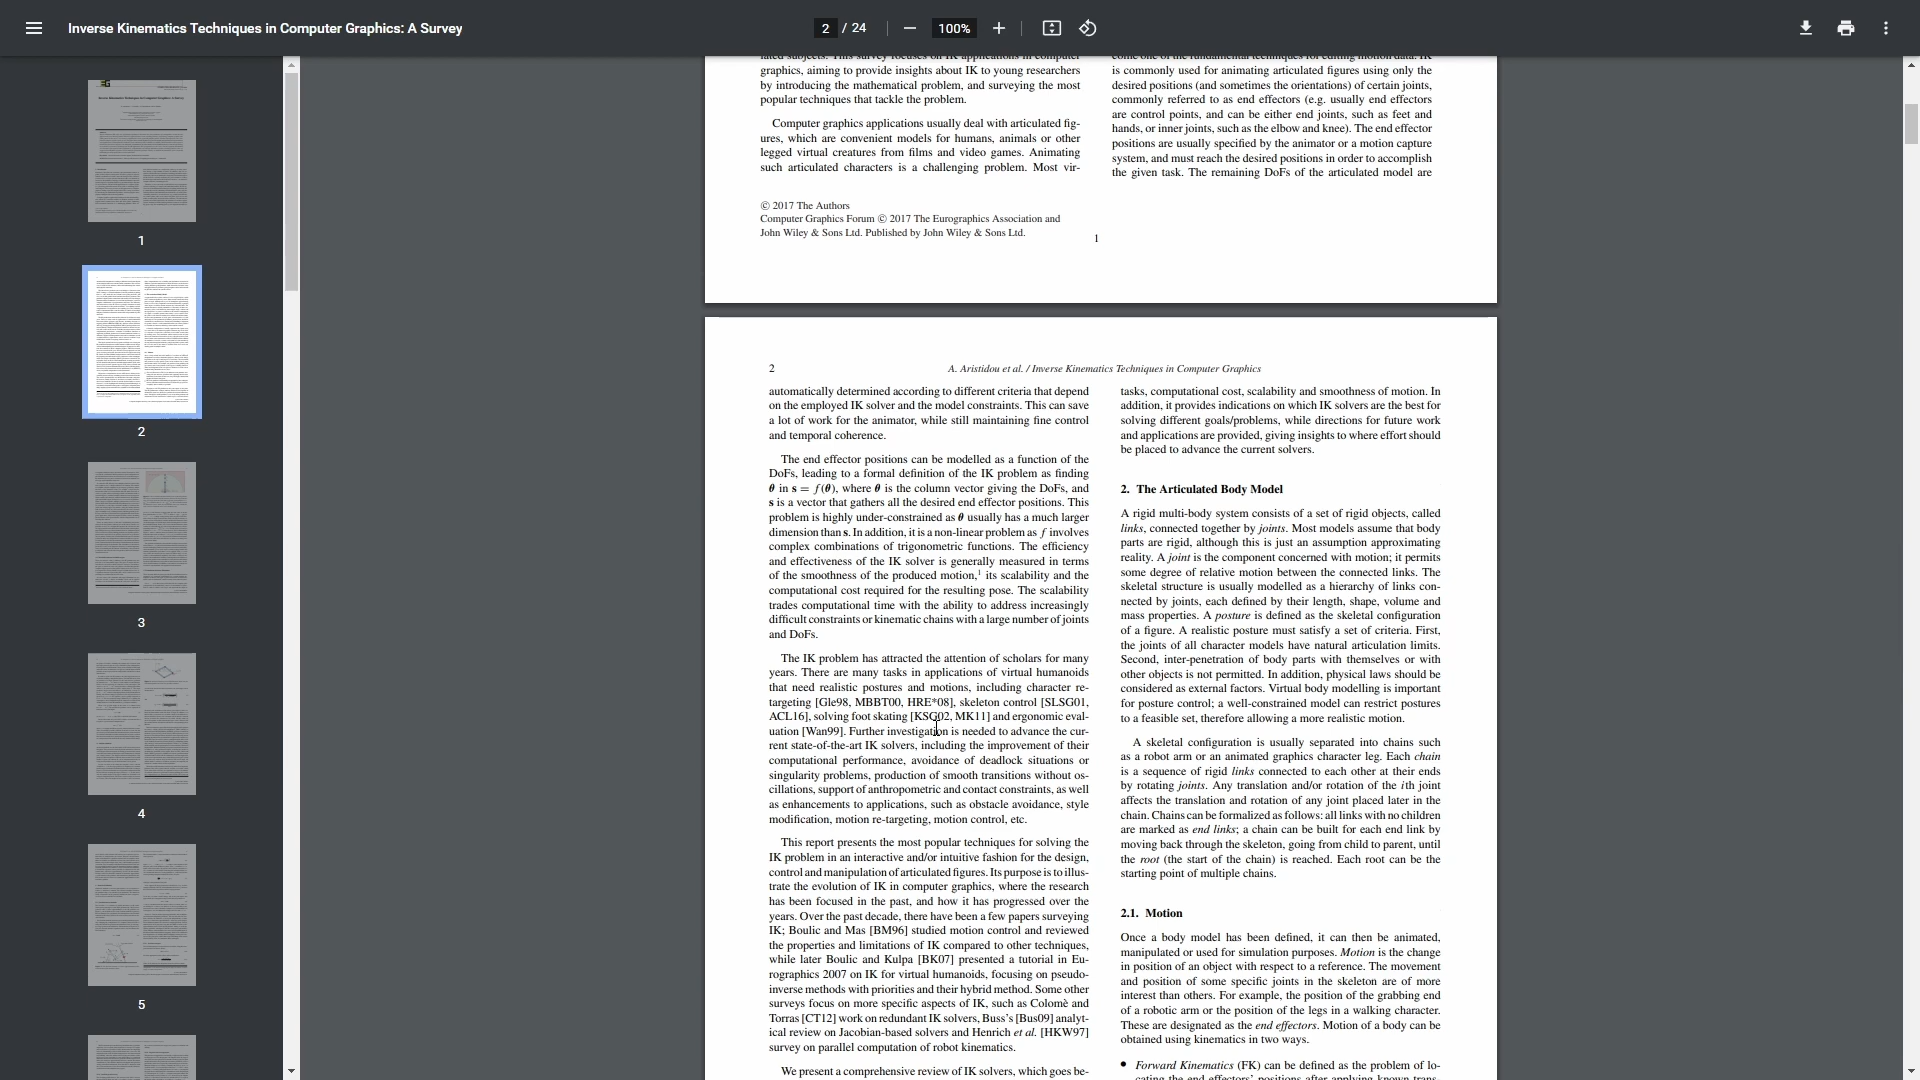 Inverse Kinematics Techniques in Computer Graphics: A Survey
2 / 24
100%
1
2
3
4
5
graphics, aiming to provide insights about IK to young researchers
by introducing the mathematical problem, and surveying the most
popular techniques that tackle the problem.
Computer graphics applications usually deal with articulated fig-
ures, which are convenient models for humans, animals or other
legged virtual creatures from films and video games. Animating
such articulated characters is a challenging problem. Most vir-
© 2017 The Authors
Computer Graphics Forum © 2017 The Eurographics Association and
John Wiley & Sons Ltd. Published by John Wiley & Sons Ltd.
is commonly used for animating articulated figures using only the
desired positions (and sometimes the orientations) of certain joints,
commonly referred to as end effectors (e.g. usually end effectors
are control points, and can be either end joints, such as feet and
hands, or inner joints, such as the elbow and knee). The end effector
positions are usually specified by the animator or a motion capture
system, and must reach the desired positions in order to accomplish
the given task. The remaining DoFs of the articulated model are
1
2
A. Aristidou et al. / Inverse Kinematics Techniques in Computer Graphics
automatically determined according to different criteria that depend
on the employed IK solver and the model constraints. This can save
a lot of work for the animator, while still maintaining fine control
and temporal coherence.
The end effector positions can be modelled as a function of the
DoFs, leading to a formal definition of the IK problem as finding
θ in s = f(θ), where θ is the column vector giving the DoFs, and
s is a vector that gathers all the desired end effector positions. This
problem is highly under-constrained as θ usually has a much larger
dimension than s. In addition, it is a non-linear problem as f involves
complex combinations of trigonometric functions. The efficiency
and effectiveness of the IK solver is generally measured in terms
of the smoothness of the produced motion,¹ its scalability and the
computational cost required for the resulting pose. The scalability
trades computational time with the ability to address increasingly
difficult constraints or kinematic chains with a large number of joints
and DoFs.
The IK problem has attracted the attention of scholars for many
years. There are many tasks in applications of virtual humanoids
that need realistic postures and motions, including character re-
targeting [Gle98, MBBT00, HRE*08], skeleton control [SLSG01,
ACL16], solving foot skating [KSG02, MK11] and ergonomic eval-
uation [Wan99]. Further investigation is needed to advance the cur-
rent state-of-the-art IK solvers, including the improvement of their
computational performance, avoidance of deadlock situations or
singularity problems, production of smooth transitions without os-
cillations, support of anthropometric and contact constraints, as well
as enhancements to applications, such as obstacle avoidance, style
modification, motion re-targeting, motion control, etc.
This report presents the most popular techniques for solving the
IK problem in an interactive and/or intuitive fashion for the design,
control and manipulation of articulated figures. Its purpose is to illus-
trate the evolution of IK in computer graphics, where the research
has been focused in the past, and how it has progressed over the
years. Over the past decade, there have been a few papers surveying
IK; Boulic and Mas [BM96] studied motion control and reviewed
the properties and limitations of IK compared to other techniques,
while later Boulic and Kulpa [BK07] presented a tutorial in Eu-
rographics 2007 on IK for virtual humanoids, focusing on pseudo-
inverse methods with priorities and their hybrid method. Some other
surveys focus on more specific aspects of IK, such as Colomè and
Torras [CT12] work on redundant IK solvers, Buss's [Bus09] analyt-
ical review on Jacobian-based solvers and Henrich et al. [HKW97]
survey on parallel computation of robot kinematics.
We present a comprehensive review of IK solvers, which goes be-
tasks, computational cost, scalability and smoothness of motion. In
addition, it provides indications on which IK solvers are the best for
solving different goals/problems, while directions for future work
and applications are provided, giving insights to where effort should
be placed to advance the current solvers.
2. The Articulated Body Model
A rigid multi-body system consists of a set of rigid objects, called
links, connected together by joints. Most models assume that body
parts are rigid, although this is just an assumption approximating
reality. A joint is the component concerned with motion; it permits
some degree of relative motion between the connected links. The
skeletal structure is usually modelled as a hierarchy of links con-
nected by joints, each defined by their length, shape, volume and
mass properties. A posture is defined as the skeletal configuration
of a figure. A realistic posture must satisfy a set of criteria. First,
the joints of all character models have natural articulation limits.
Second, inter-penetration of body parts with themselves or with
other objects is not permitted. In addition, physical laws should be
considered as external factors. Virtual body modelling is important
for posture control; a well-constrained model can restrict postures
to a feasible set, therefore allowing a more realistic motion.
A skeletal configuration is usually separated into chains such
as a robot arm or an animated graphics character leg. Each chain
is a sequence of rigid links connected to each other at their ends
by rotating joints. Any translation and/or rotation of the ith joint
affects the translation and rotation of any joint placed later in the
chain. Chains can be formalized as follows: all links with no children
are marked as end links; a chain can be built for each end link by
moving back through the skeleton, going from child to parent, until
the root (the start of the chain) is reached. Each root can be the
starting point of multiple chains.
2.1. Motion
Once a body model has been defined, it can then be animated,
manipulated or used for simulation purposes. Motion is the change
in position of an object with respect to a reference. The movement
and position of some specific joints in the skeleton are of more
interest than others. For example, the position of the grabbing end
of a robotic arm or the position of the legs in a walking character.
These are designated as the end effectors. Motion of a body can be
obtained using kinematics in two ways.
• Forward Kinematics (FK) can be defined as the problem of lo-
cating the end effectors' positions after applying known trans-